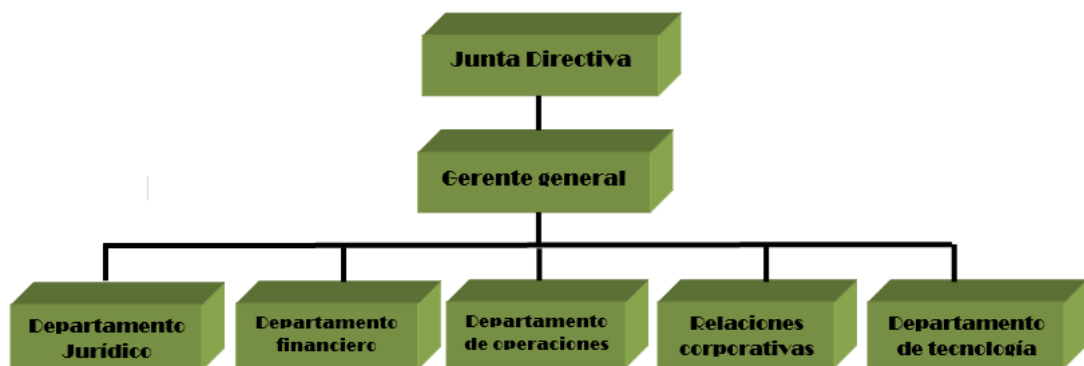 Junta Directiva
Gerente general
Departamento
Jurídico
Departamento
financiero
Departamento
de operaciones
Relaciones
corporativas
Departamento
de tecnología